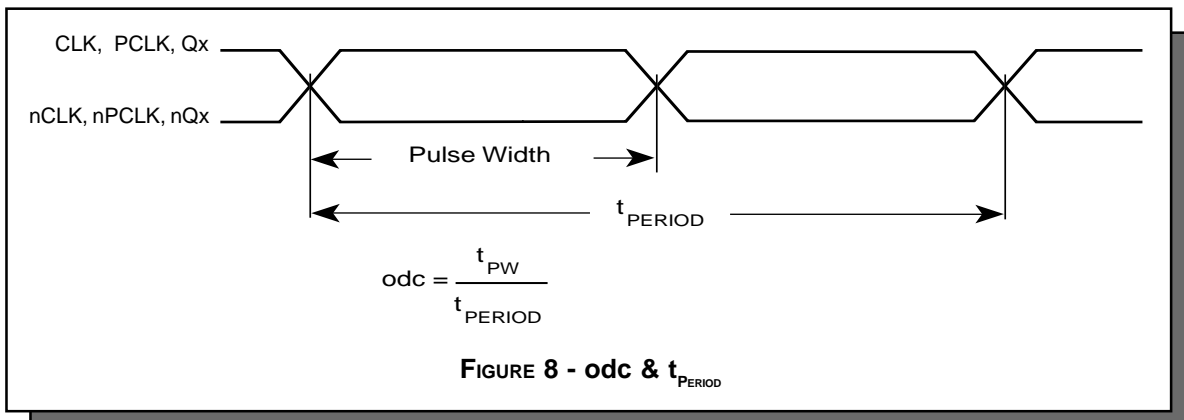 CLK, PCLK, Qx
nCLK, nPCLK, nQx
Pulse Width
tPERIOD
odc = tPW
tPERIOD
FIGURE 8 - odc & tPERIOD